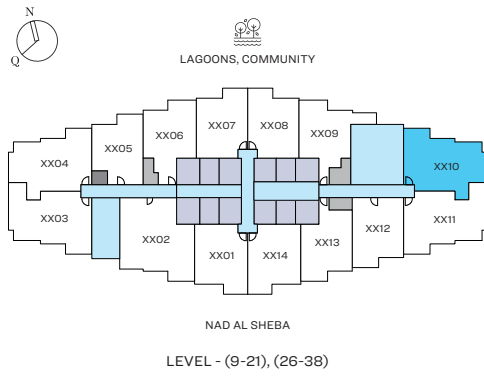 N
Q
LAGOONS, COMMUNITY
XX07
XX08
XX06
XX09
XX05
XX04
XX10
XX03
XX11
XX02
XX12
XX01
XX14
XX13
NAD AL SHEBA
LEVEL - (9-21), (26-38)